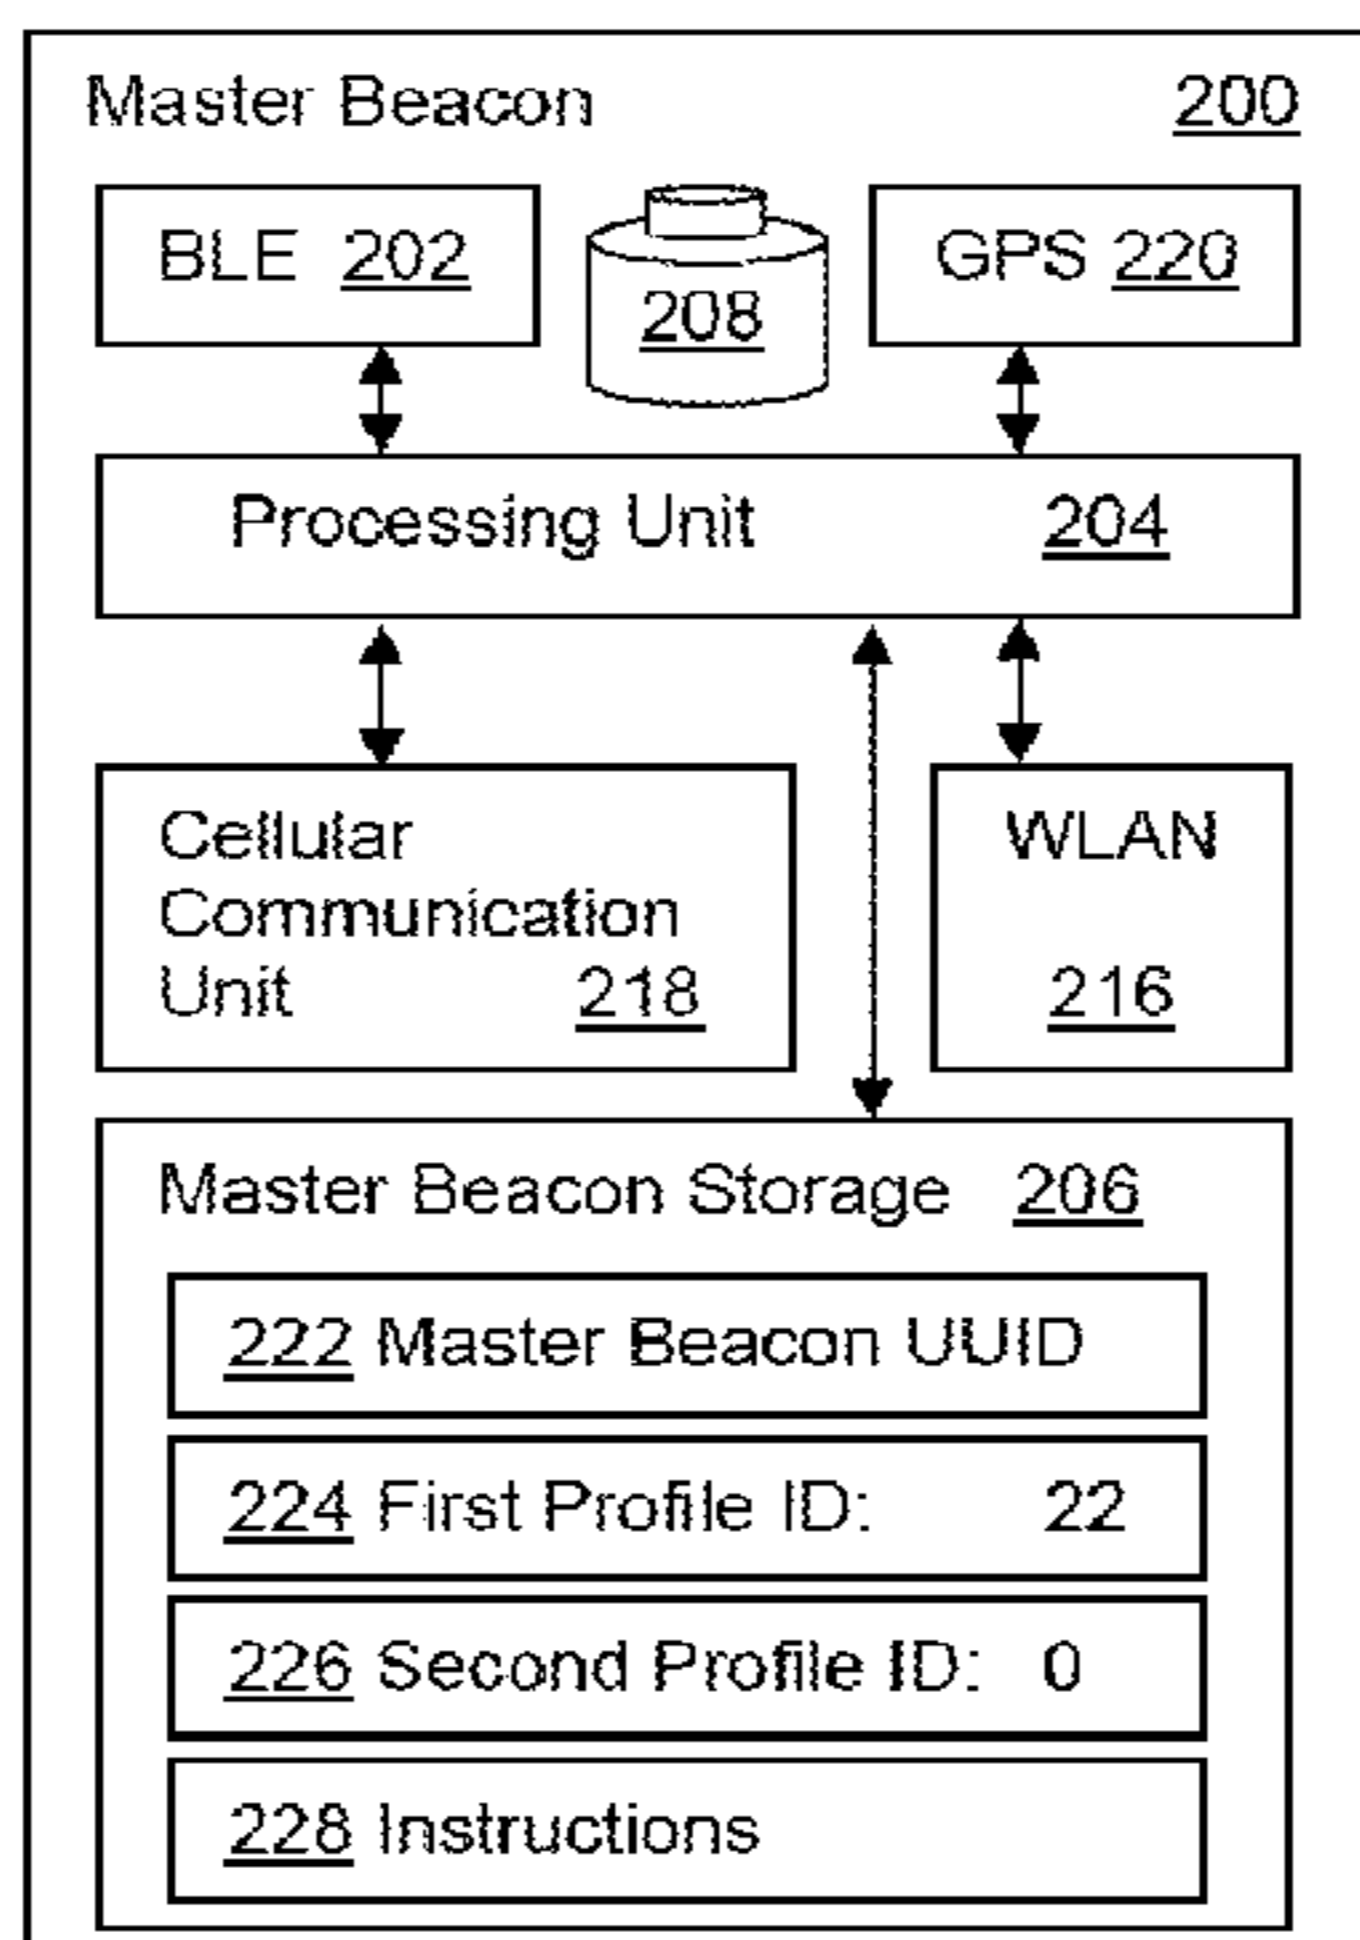 Master Beacon 200
BLE 202
208
GPS 220
Processing Unit 204
Cellular
Communication
Unit 218
WLAN
216
Master Beacon Storage 206
222 Master Beacon UUID
224 First Profile ID: 22
226 Second Profile ID: 0
228 Instructions